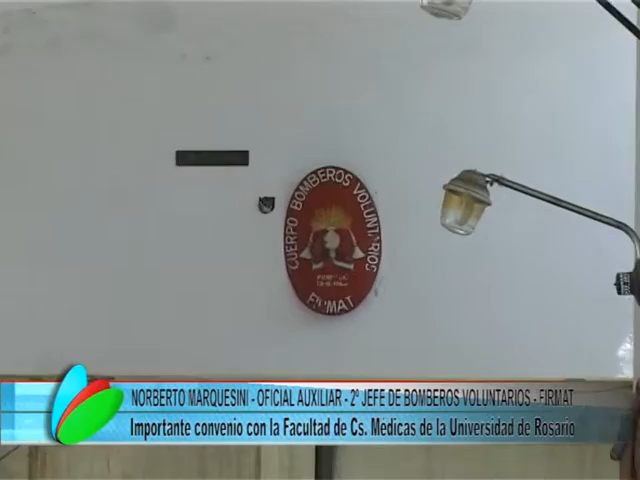 CUERPO BOMBEROS VOLUNTARIOS
FIRMAT
NORBERTO MARQUESINI - OFICIAL AUXILIAR - 2º JEFE DE BOMBEROS VOLUNTARIOS - FIRMAT
Importante convenio con la Facultad de Cs. Médicas de la Universidad de Rosario